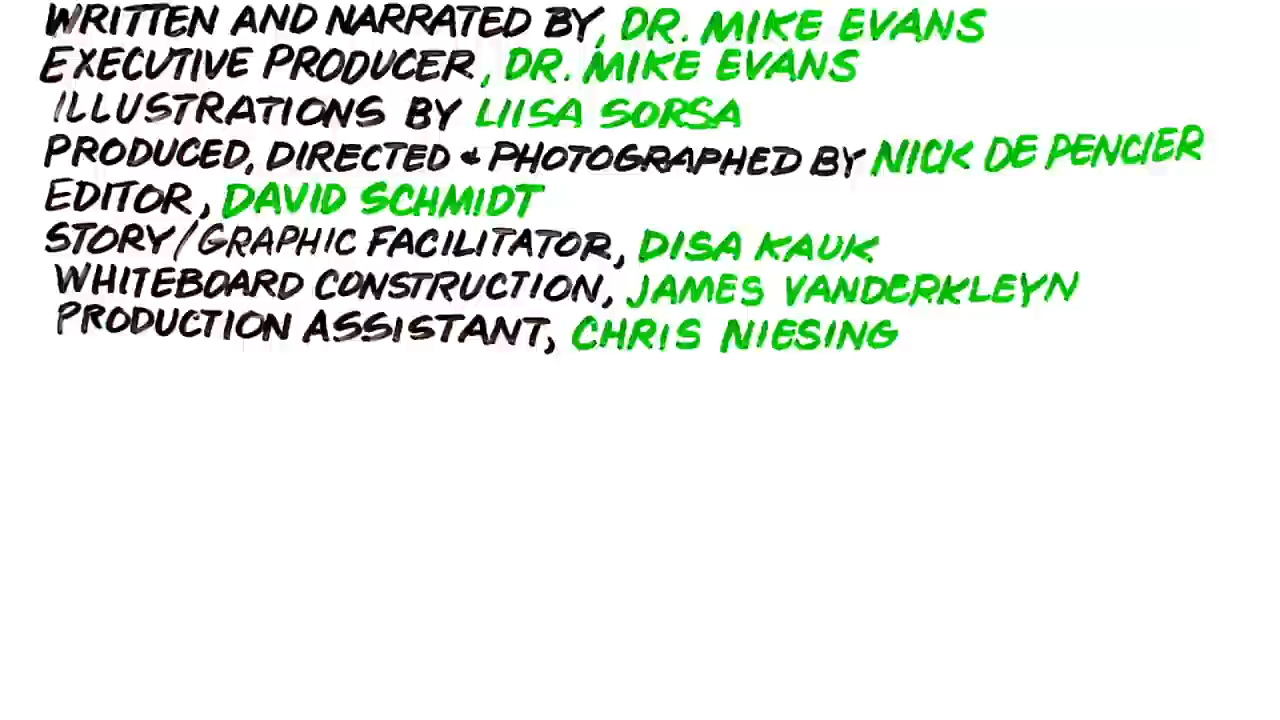 WRITTEN AND NARRATED BY, DR. MIKE EVANS
EXECUTIVE PRODUCER, DR. MIKE EVANS
ILLUSTRATIONS BY LIISA SORSA
PRODUCED, DIRECTED + PHOTOGRAPHED BY NICK DE PENCIER
EDITOR, DAVID SCHMIDT
STORY/GRAPHIC FACILITATOR, DISA KAUK
WHITEBOARD CONSTRUCTION, JAMES VANDERKLEYN
PRODUCTION ASSISTANT, CHRIS NIESING